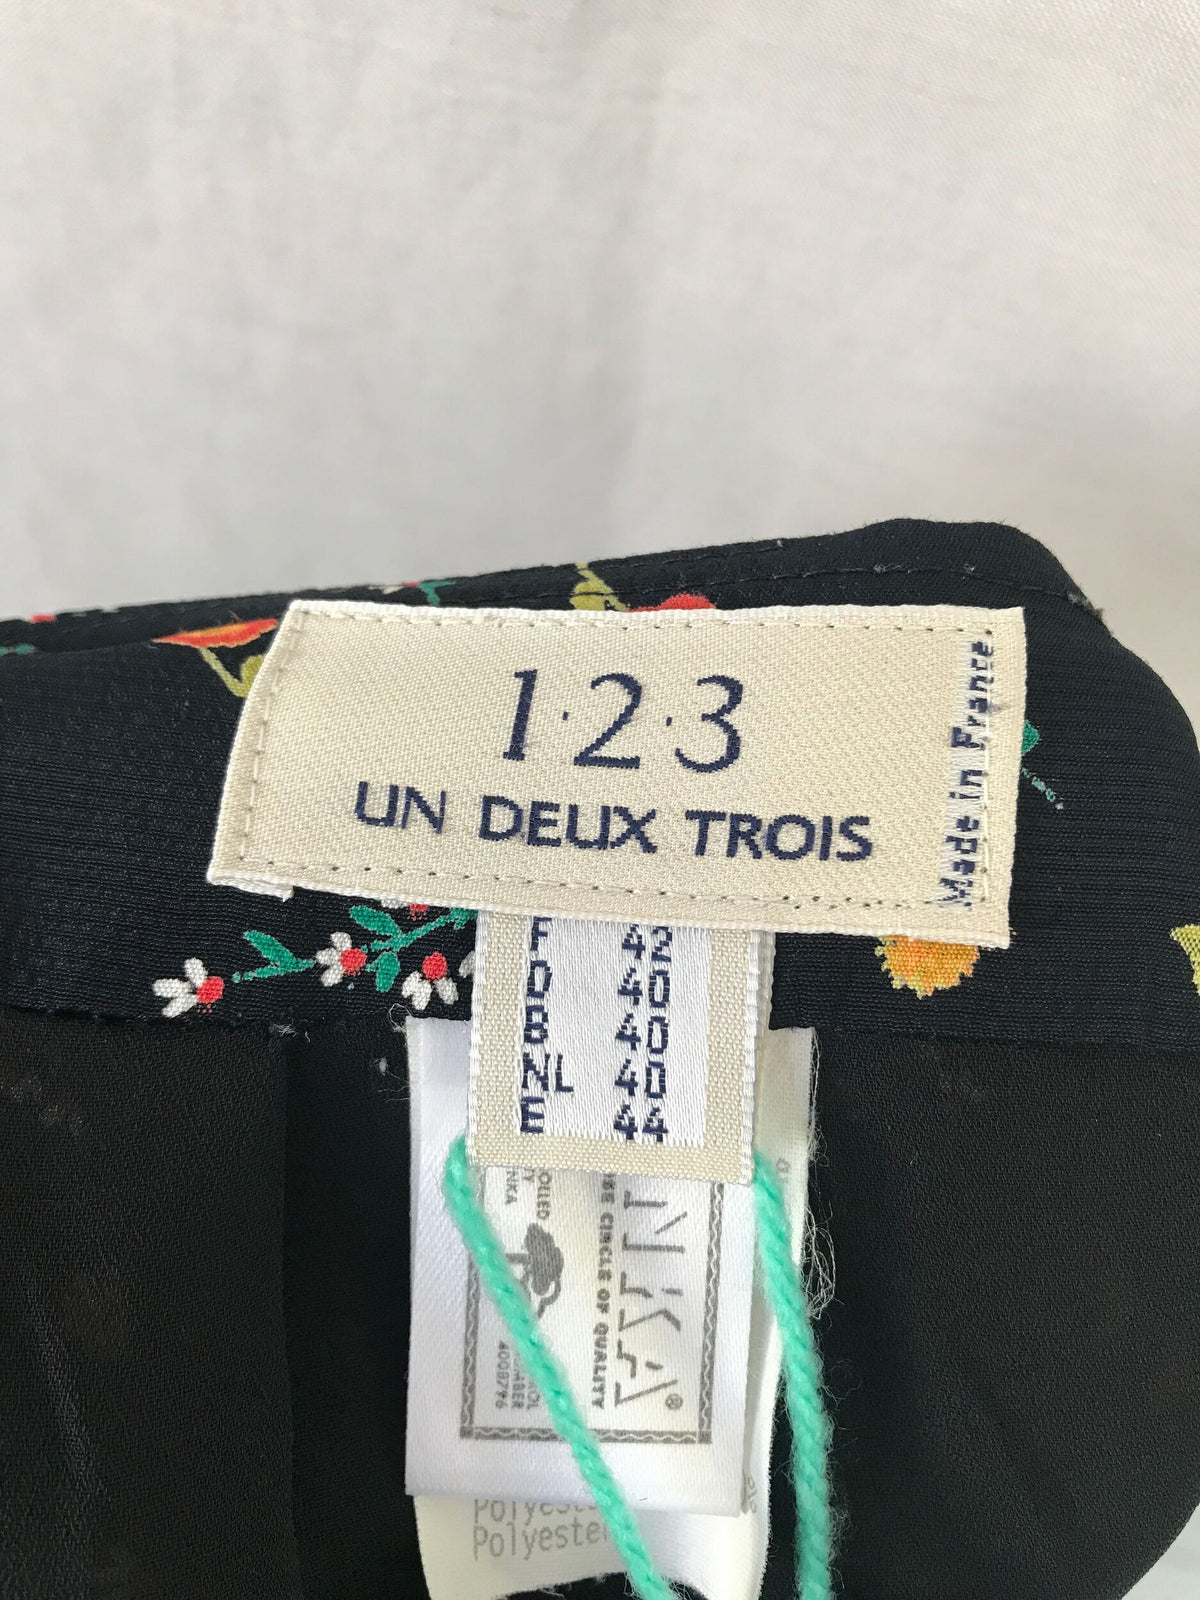 1·2·3
UN DEUX TROIS
Made in France
F 42
D 40
B 40
NL 40
E 44
CIRCLE OF QUALITY
4008796
Polyester